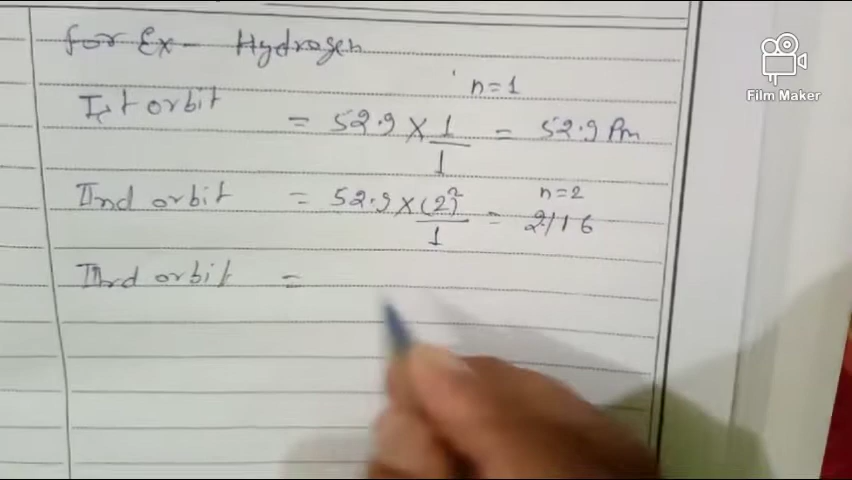 for Ex - Hydrogen
n=1
Ist orbit = 52.9 × 1/1 = 52.9 Pm
n=2
IInd orbit = 52.9 × (2)²/1 = 211.6
IIIrd orbit =
Film Maker